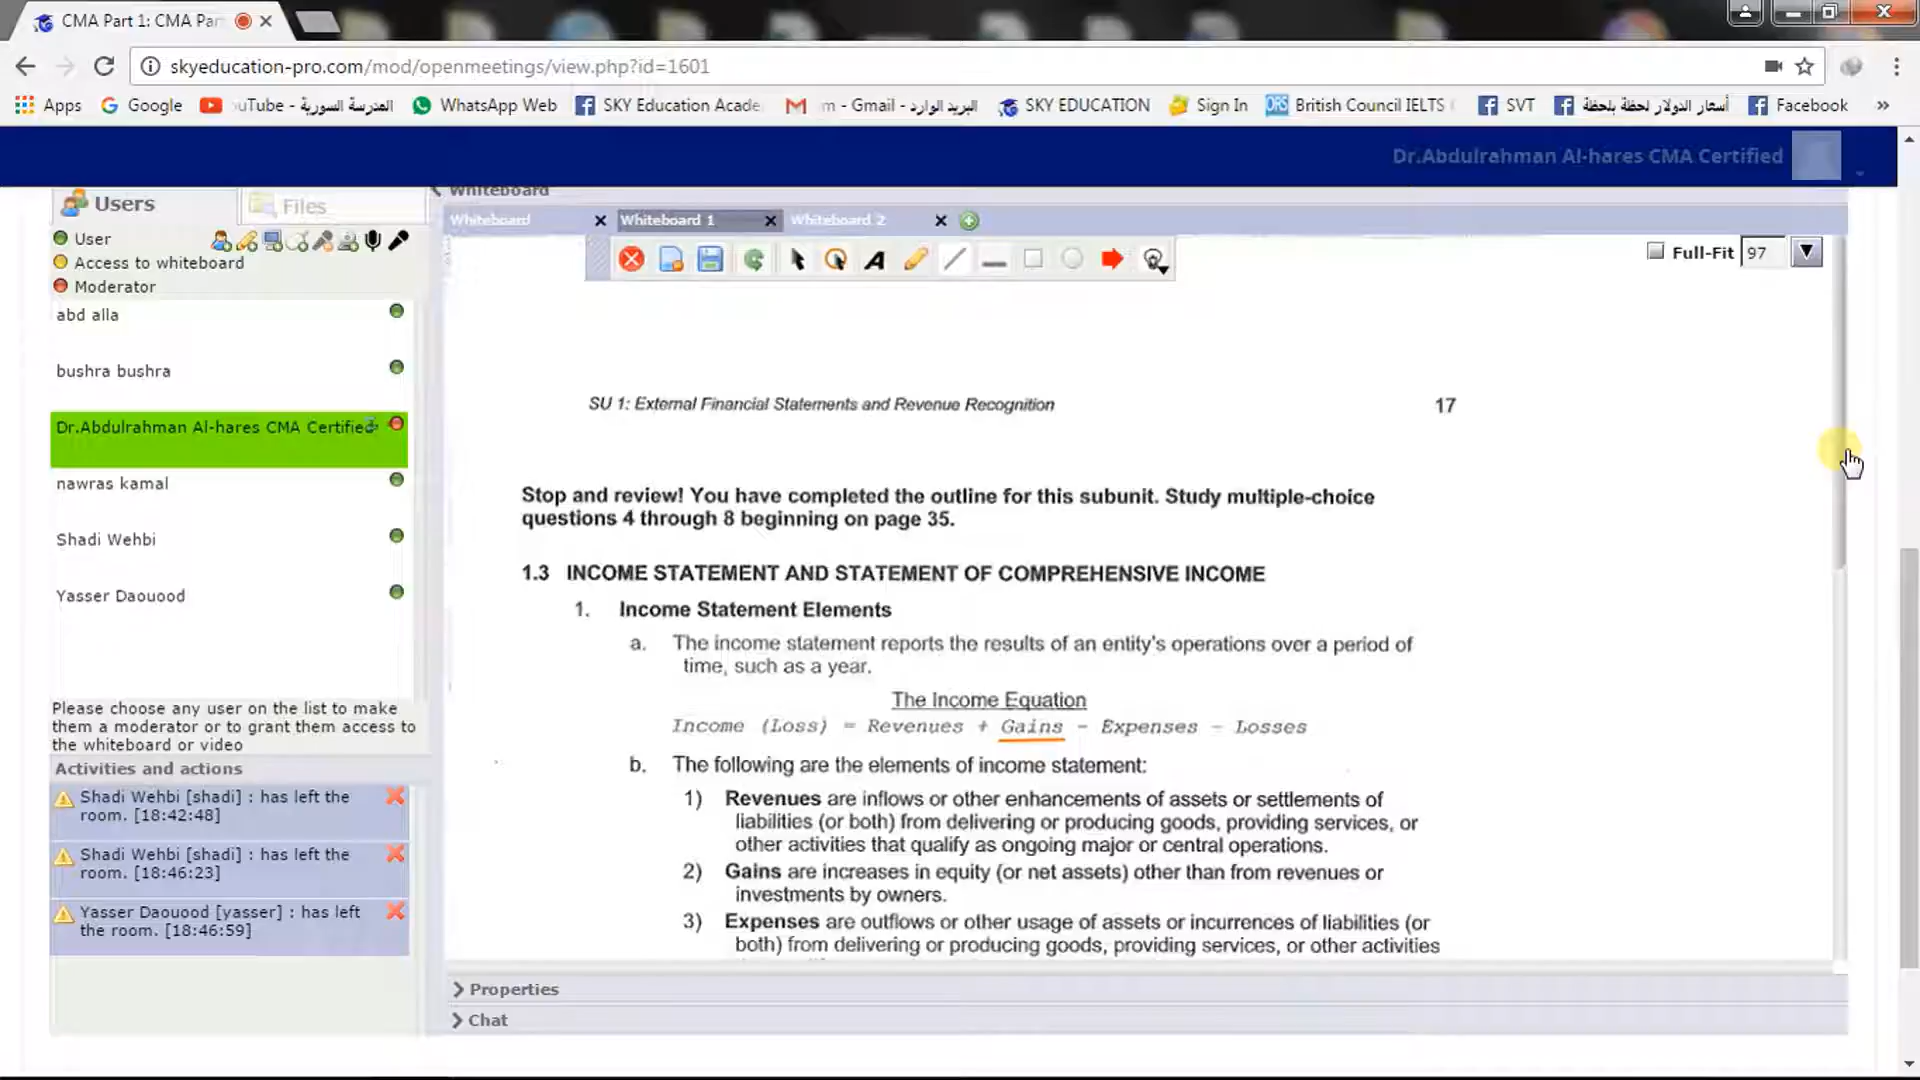 CMA Part 1: CMA Par
skyeducation-pro.com/mod/openmeetings/view.php?id=1601
Apps
Google
uTube - المدرسة السورية
WhatsApp Web
SKY Education Acade
m - Gmail - البريد الوارد
SKY EDUCATION
Sign In
British Council IELTS
SVT
أسعار الدولار لحظة بلحظة
Facebook
Dr.Abdulrahman Al-hares CMA Certified
Users
Files
User
Access to whiteboard
Moderator
abd alla
bushra bushra
Dr.Abdulrahman Al-hares CMA Certified
nawras kamal
Shadi Wehbi
Yasser Daouood
Please choose any user on the list to make
them a moderator or to grant them access to
the whiteboard or video
Activities and actions
Shadi Wehbi [shadi] : has left the
room. [18:42:48]
Shadi Wehbi [shadi] : has left the
room. [18:46:23]
Yasser Daouood [yasser] : has left
the room. [18:46:59]
Whiteboard
Whiteboard
Whiteboard 1
Whiteboard 2
Full-Fit 97
SU 1: External Financial Statements and Revenue Recognition 17
Stop and review! You have completed the outline for this subunit. Study multiple-choice
questions 4 through 8 beginning on page 35.
1.3 INCOME STATEMENT AND STATEMENT OF COMPREHENSIVE INCOME
1. Income Statement Elements
a. The income statement reports the results of an entity's operations over a period of
time, such as a year.
The Income Equation
Income (Loss) = Revenues + Gains - Expenses - Losses
b. The following are the elements of income statement:
1) Revenues are inflows or other enhancements of assets or settlements of
liabilities (or both) from delivering or producing goods, providing services, or
other activities that qualify as ongoing major or central operations.
2) Gains are increases in equity (or net assets) other than from revenues or
investments by owners.
3) Expenses are outflows or other usage of assets or incurrences of liabilities (or
both) from delivering or producing goods, providing services, or other activities
Properties
Chat